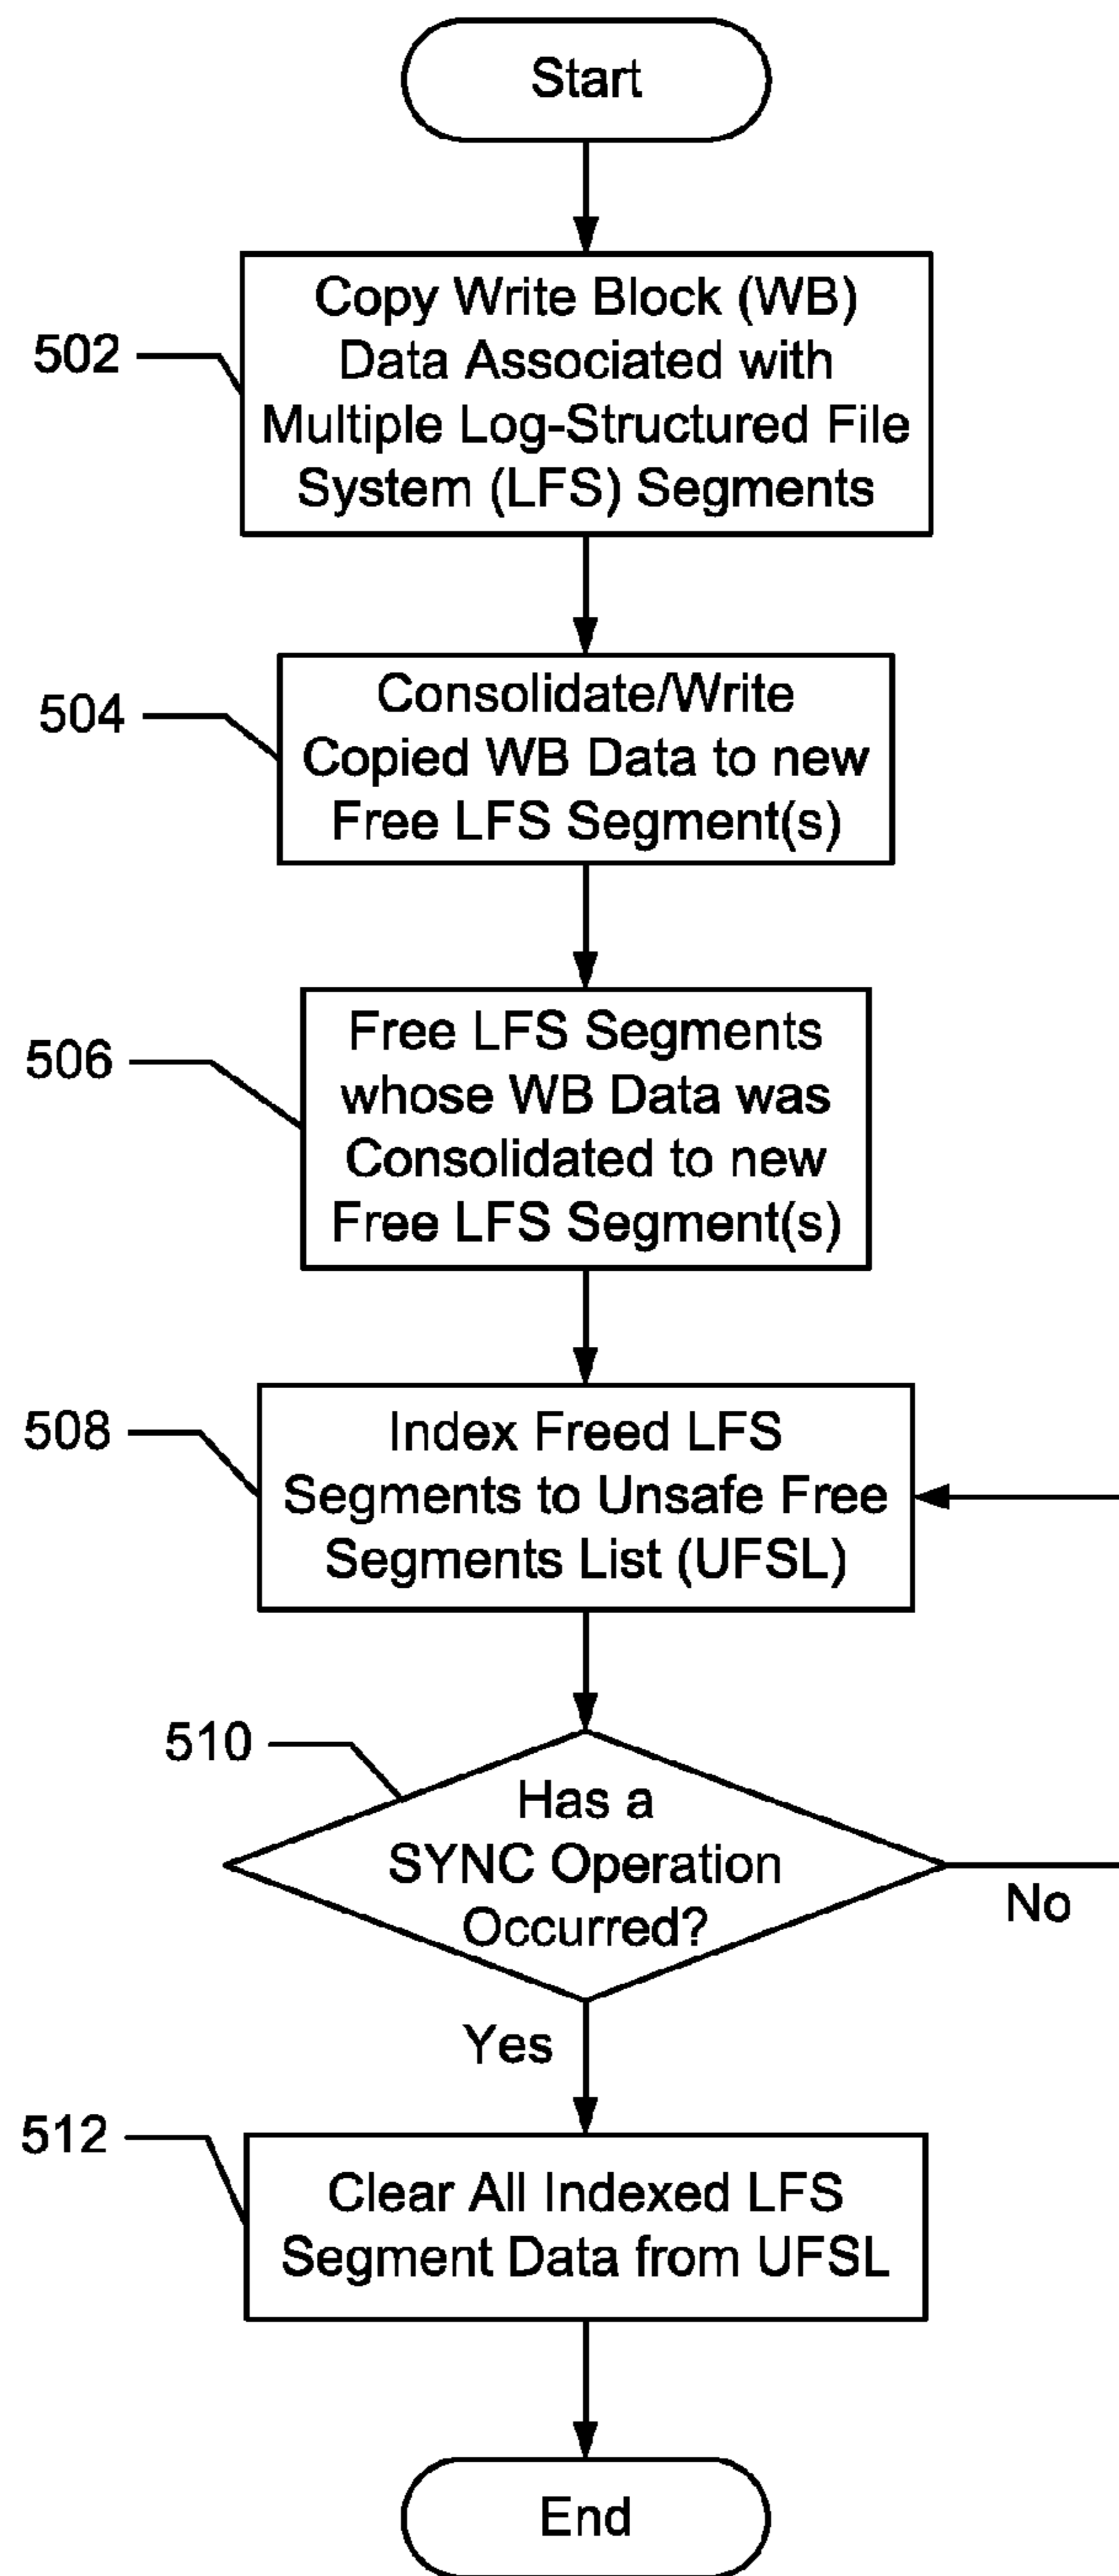 Start
502
Copy Write Block (WB)
Data Associated with
Multiple Log-Structured File
System (LFS) Segments
504
Consolidate/Write
Copied WB Data to new
Free LFS Segment(s)
506
Free LFS Segments
whose WB Data was
Consolidated to new
Free LFS Segment(s)
508
Index Freed LFS
Segments to Unsafe Free
Segments List (UFSL)
510
Has a
SYNC Operation
Occurred?
No
Yes
512
Clear All Indexed LFS
Segment Data from UFSL
End